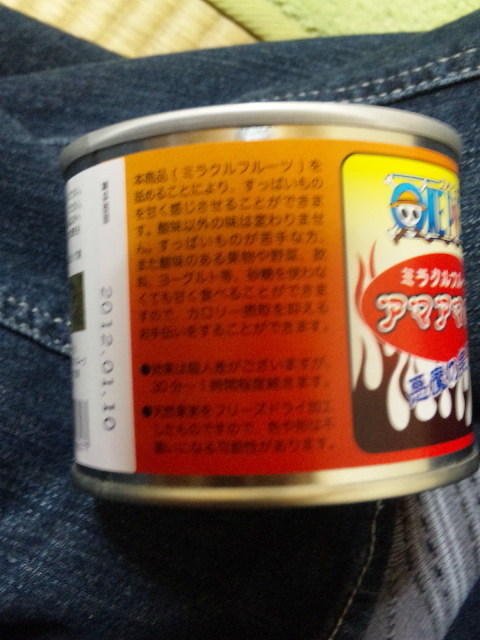 本商品(ミラクルフルーツ)を
舐めることにより、すっぱいもの
を甘く感じさせることができま
す。酸味以外の味は変わりませ
ん。すっぱいものが苦手な方、
また酸味のある果物や野菜、飲
料、ヨーグルト等、砂糖を使わな
くても甘く食べることができま
すので、カロリー摂取を抑える
お手伝いをすることができます。
●効果は個人差がございますが、
30分〜1時間程度続きます。
●天然果実をフリーズドライ加工
したものですので、色や形は不
揃いになる可能性があります。
賞味期限
2012.01.10
ONE
ミラクルフル
アマアマ
悪魔の